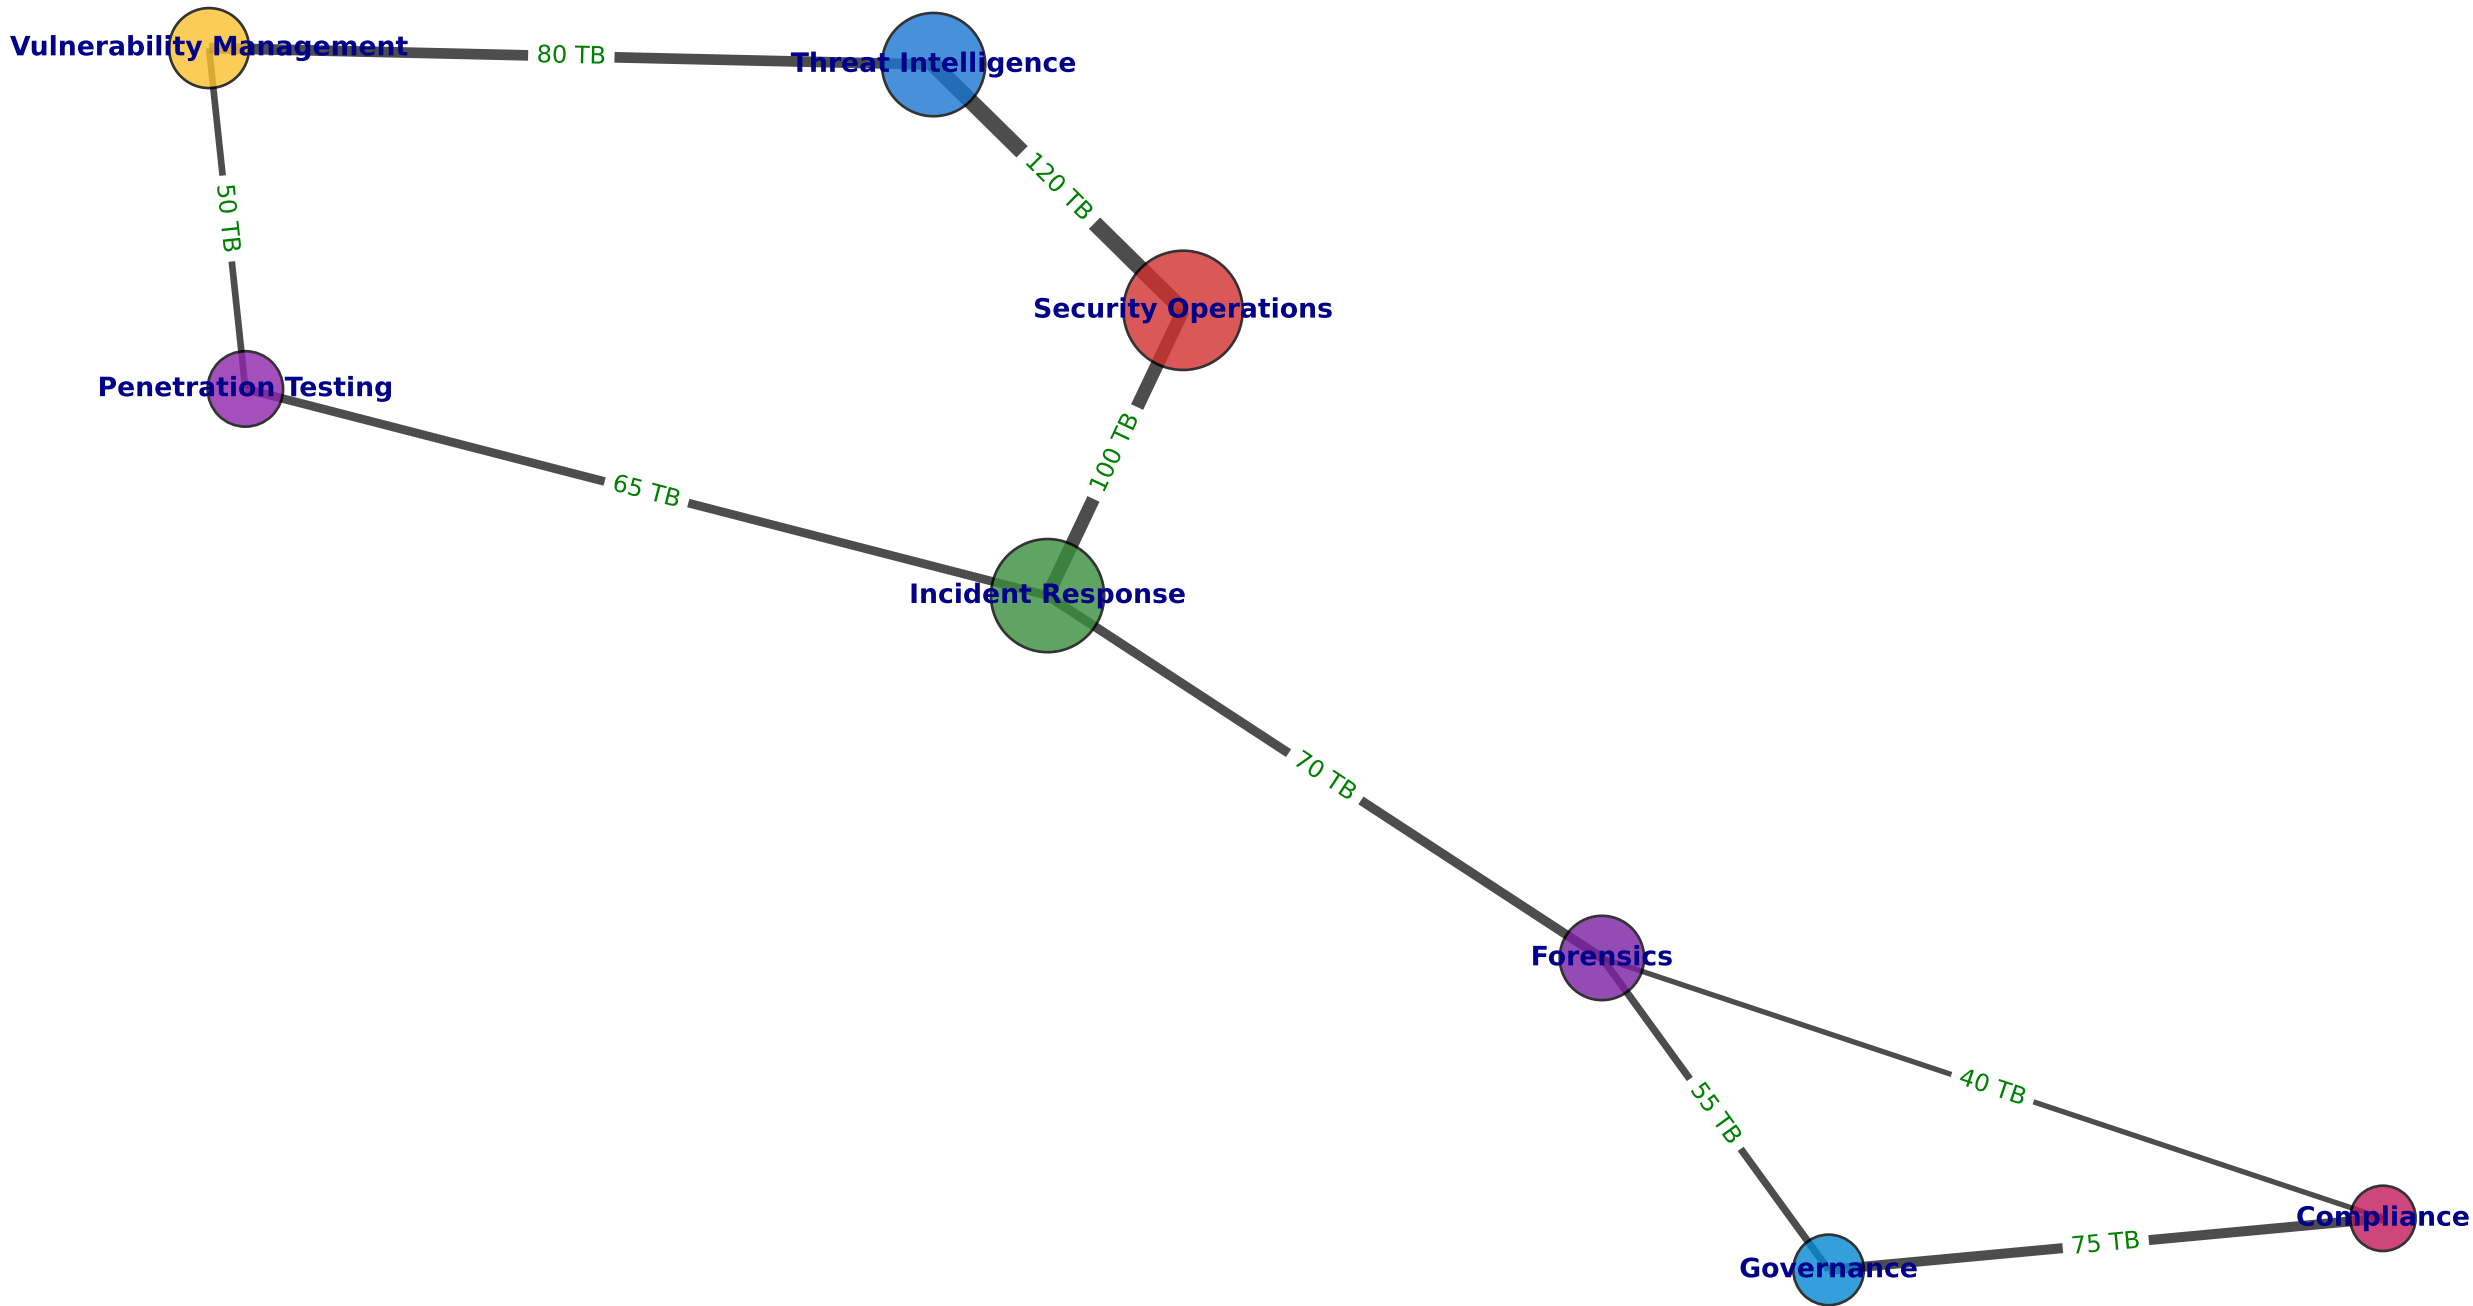 Vulnerability Management
80 TB
Threat Intelligence
120 TB
50 TB
Security Operations
Penetration Testing
100 TB
65 TB
Incident Response
70 TB
Forensics
40 TB
55 TB
Compliance
75 TB
Governance